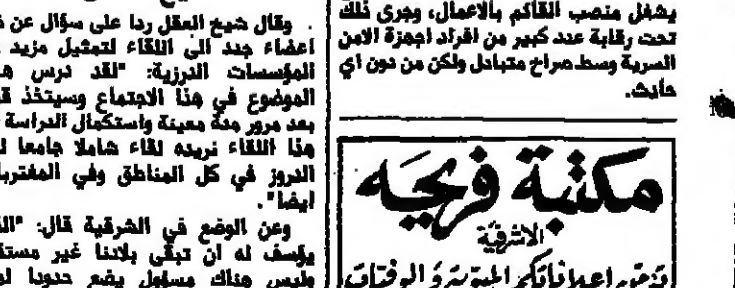 يشغل منصب القائم بالاعمال، وجرى ذلك
تحت رقابة عدد كبير من افراد اجهزة الامن
السرية وسط صراخ متبادل ولكن من دون اي
حادث.
مكتبة فريحه
الاشرفية
اعلاناتكم المبوبة و الوفيات
. وقال شيخ العقل ردا على سؤال عن
اعضاء جدد الى اللقاء لتمثيل مزيد
المؤسسات الدرزية: "لقد درس
الموضوع في هذا الاجتماع وسيتخذ
بعد مرور مدة معينة واستكمال الدراسة
هذا اللقاء نريده لقاء شاملا جامعا
الدروز في كل المناطق وفي
ايضا".
وعن الوضع في الشرقية قال:
يؤسف له ان تبقى بلادنا غير
وليس هناك مسؤول يضع حدودا